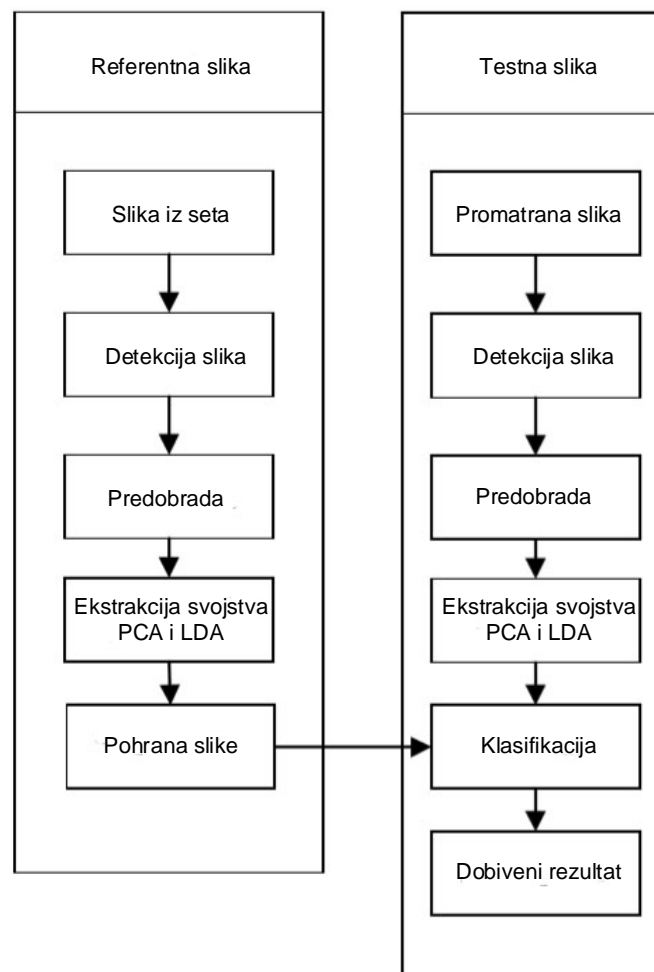 Referentna slika
Slika iz seta
Detekcija slika
Predobrada
Ekstrakcija svojstva
PCA i LDA
Pohrana slike
Testna slika
Promatrana slika
Detekcija slika
Predobrada
Ekstrakcija svojstva
PCA i LDA
Klasifikacija
Dobiveni rezultat